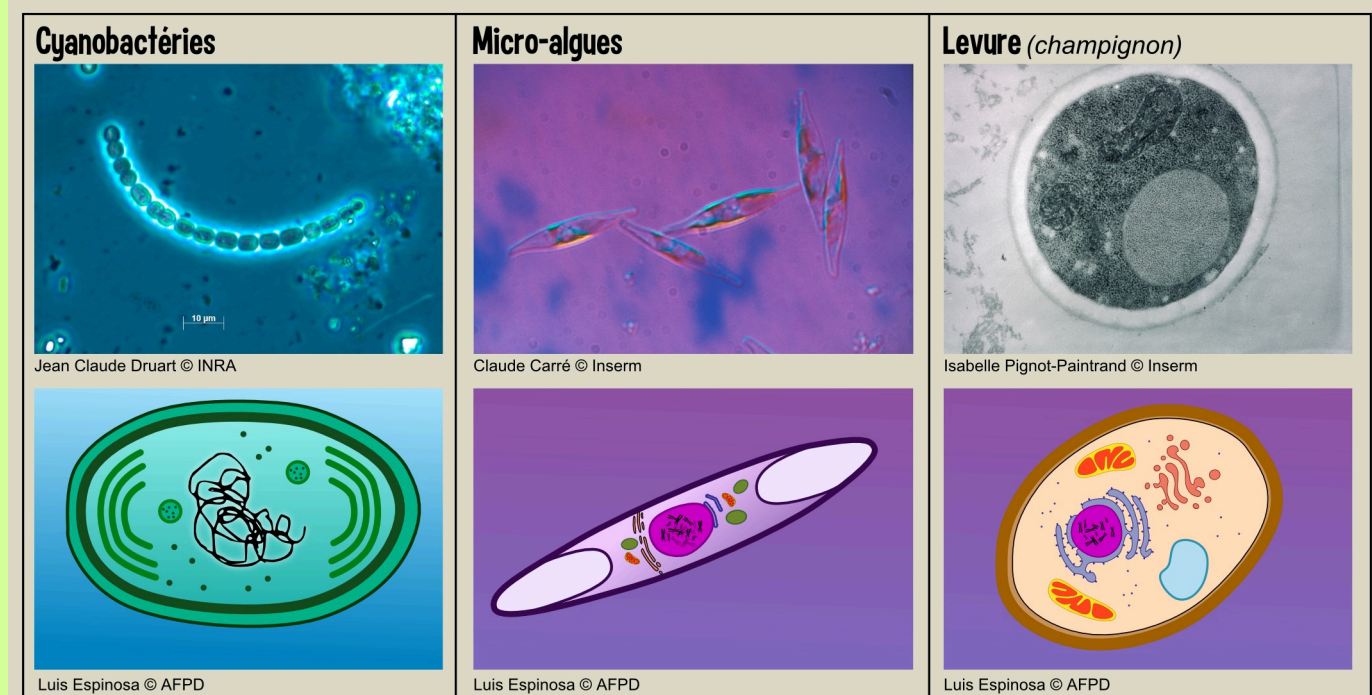 Cyanobactéries
10 µm
Jean Claude Druart © INRA
Luis Espinosa © AFPD
Micro-algues
Claude Carré © Inserm
Luis Espinosa © AFPD
Levure (champignon)
Isabelle Pignot-Paintrand © Inserm
Luis Espinosa © AFPD